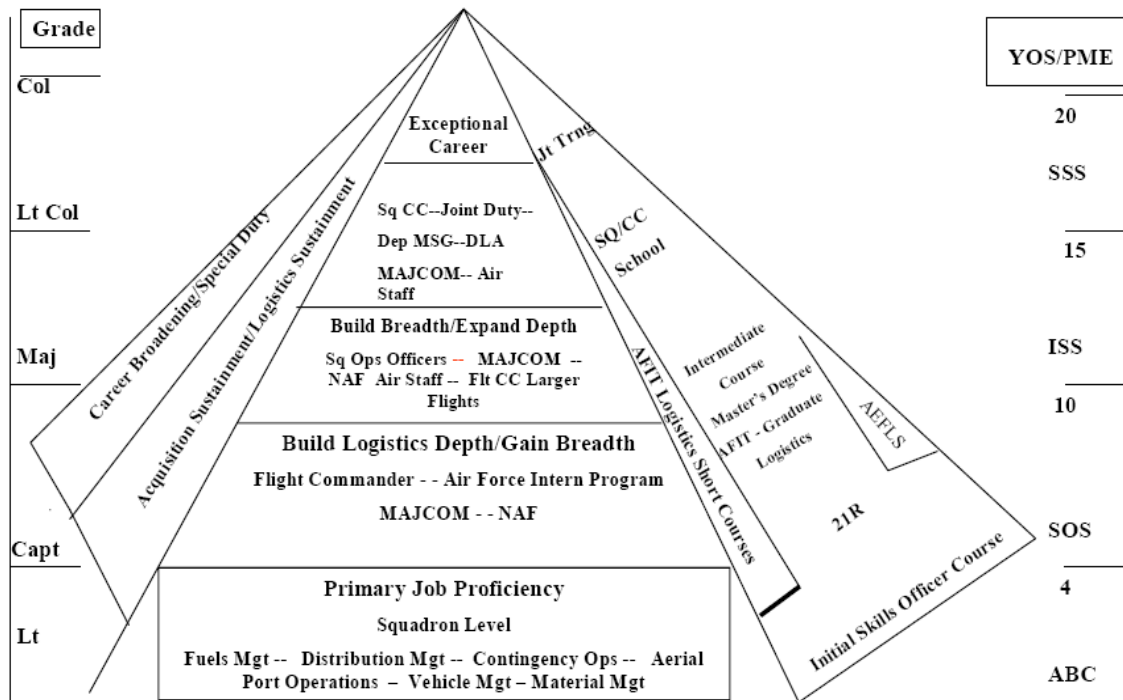 Grade
Col
Lt Col
Maj
Capt
Lt
Career Broadening/Special Duty
Acquisition Sustainment/Logistics Sustainment
Exceptional
Career
Sq CC--Joint Duty--
Dep MSG--DLA
MAJCOM-- Air
Staff
Build Breadth/Expand Depth
Sq Ops Officers -- MAJCOM --
NAF Air Staff -- Flt CC Larger
Flights
Build Logistics Depth/Gain Breadth
Flight Commander - - Air Force Intern Program
MAJCOM - - NAF
Primary Job Proficiency
Squadron Level
Fuels Mgt -- Distribution Mgt -- Contingency Ops -- Aerial
Port Operations – Vehicle Mgt – Material Mgt
Jt Trng
SQ/CC
School
AFIT Logistics Short Courses
Intermediate
Course
Master's Degree
AFIT - Graduate
Logistics
AEFLS
21R
Initial Skills Officer Course
YOS/PME
20
SSS
15
ISS
10
SOS
4
ABC